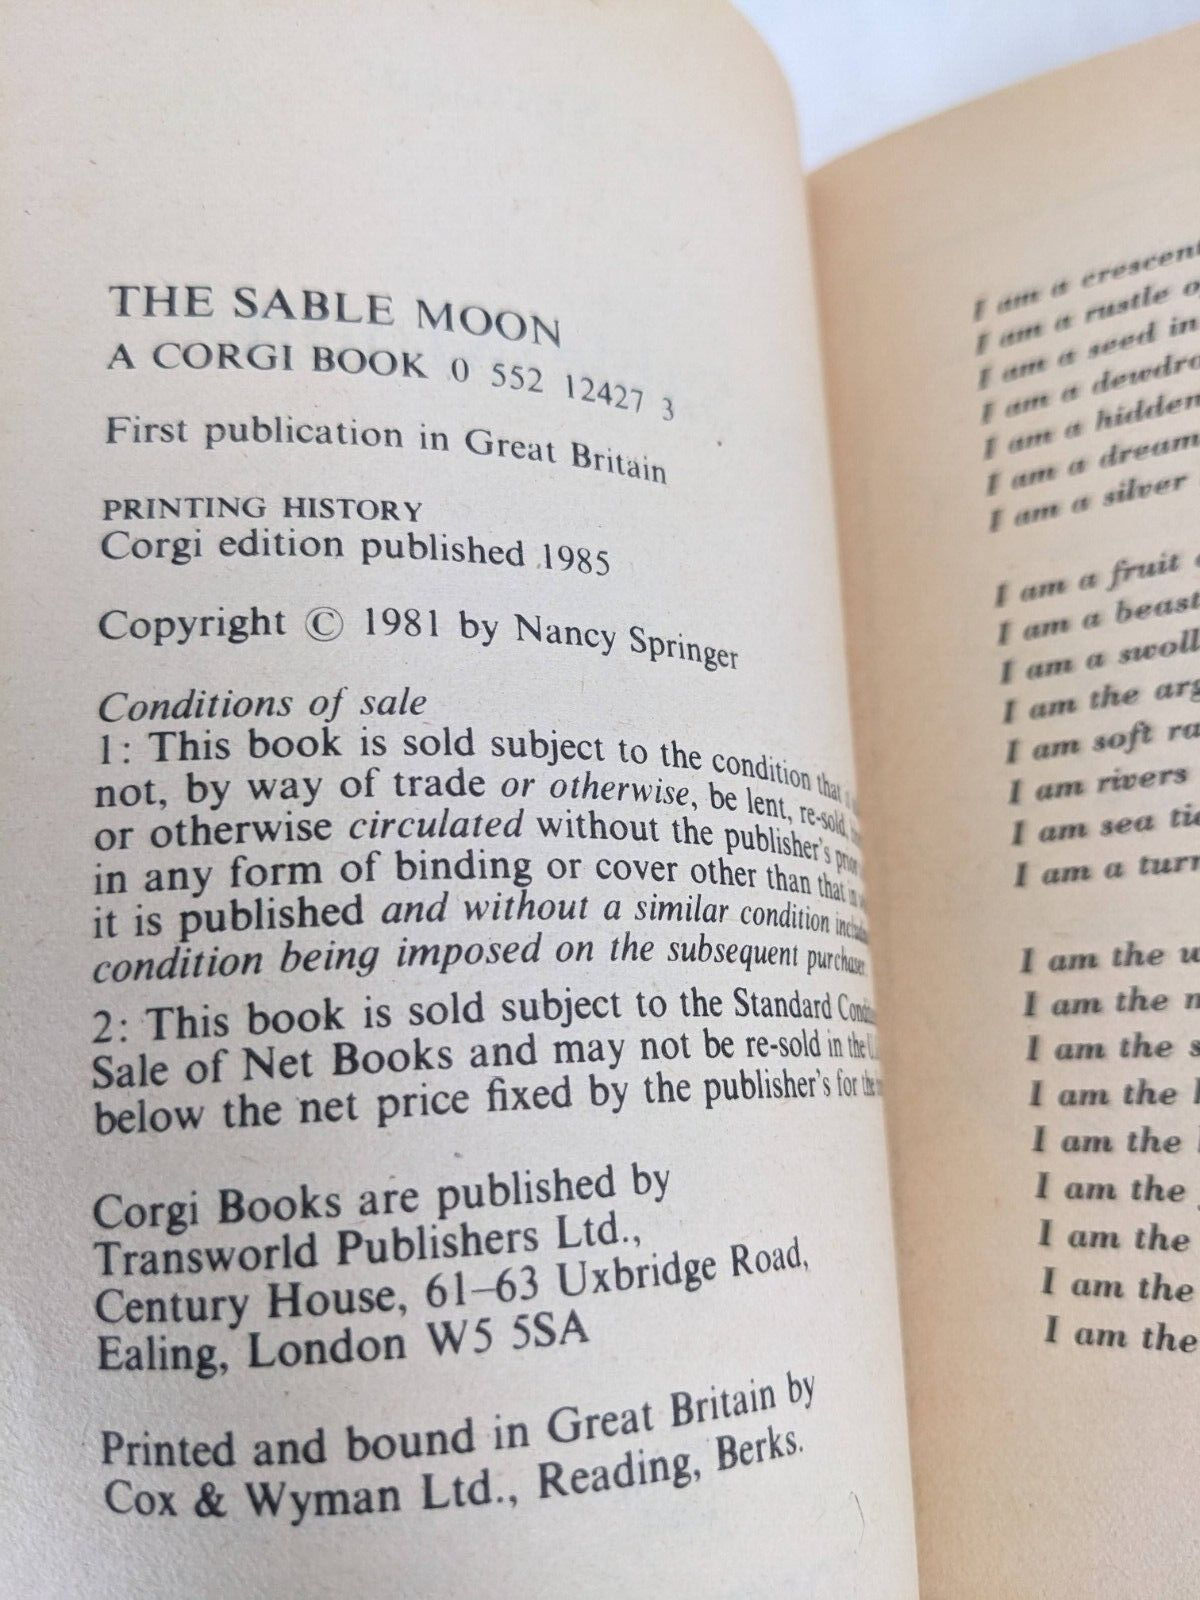 THE SABLE MOON
A CORGI BOOK 0 552 12427 3
First publication in Great Britain
PRINTING HISTORY
Corgi edition published 1985
Copyright © 1981 by Nancy Springer
Conditions of sale
1: This book is sold subject to the condition that
not, by way of trade or otherwise, be lent, re-sold,
or otherwise circulated without the publisher's prior
in any form of binding or cover other than that in
it is published and without a similar condition
condition being imposed on the subsequent purchaser.
2: This book is sold subject to the Standard
Sale of Net Books and may not be re-sold in the
below the net price fixed by the publisher's for the
Corgi Books are published by
Transworld Publishers Ltd.,
Century House, 61–63 Uxbridge Road,
Ealing, London W5 5SA
Printed and bound in Great Britain by
Cox & Wyman Ltd., Reading, Berks.
I am a crescent
I am a rustle
I am a seed in
I am a
I am a hidden
I am a dream
I am a silver
I am a fruit
I am a beast
I am a
I am the
I am soft
I am rivers
I am sea
I am a
I am the
I am the
I am the
I am the
I am the
I am the
I am the
I am the
I am the